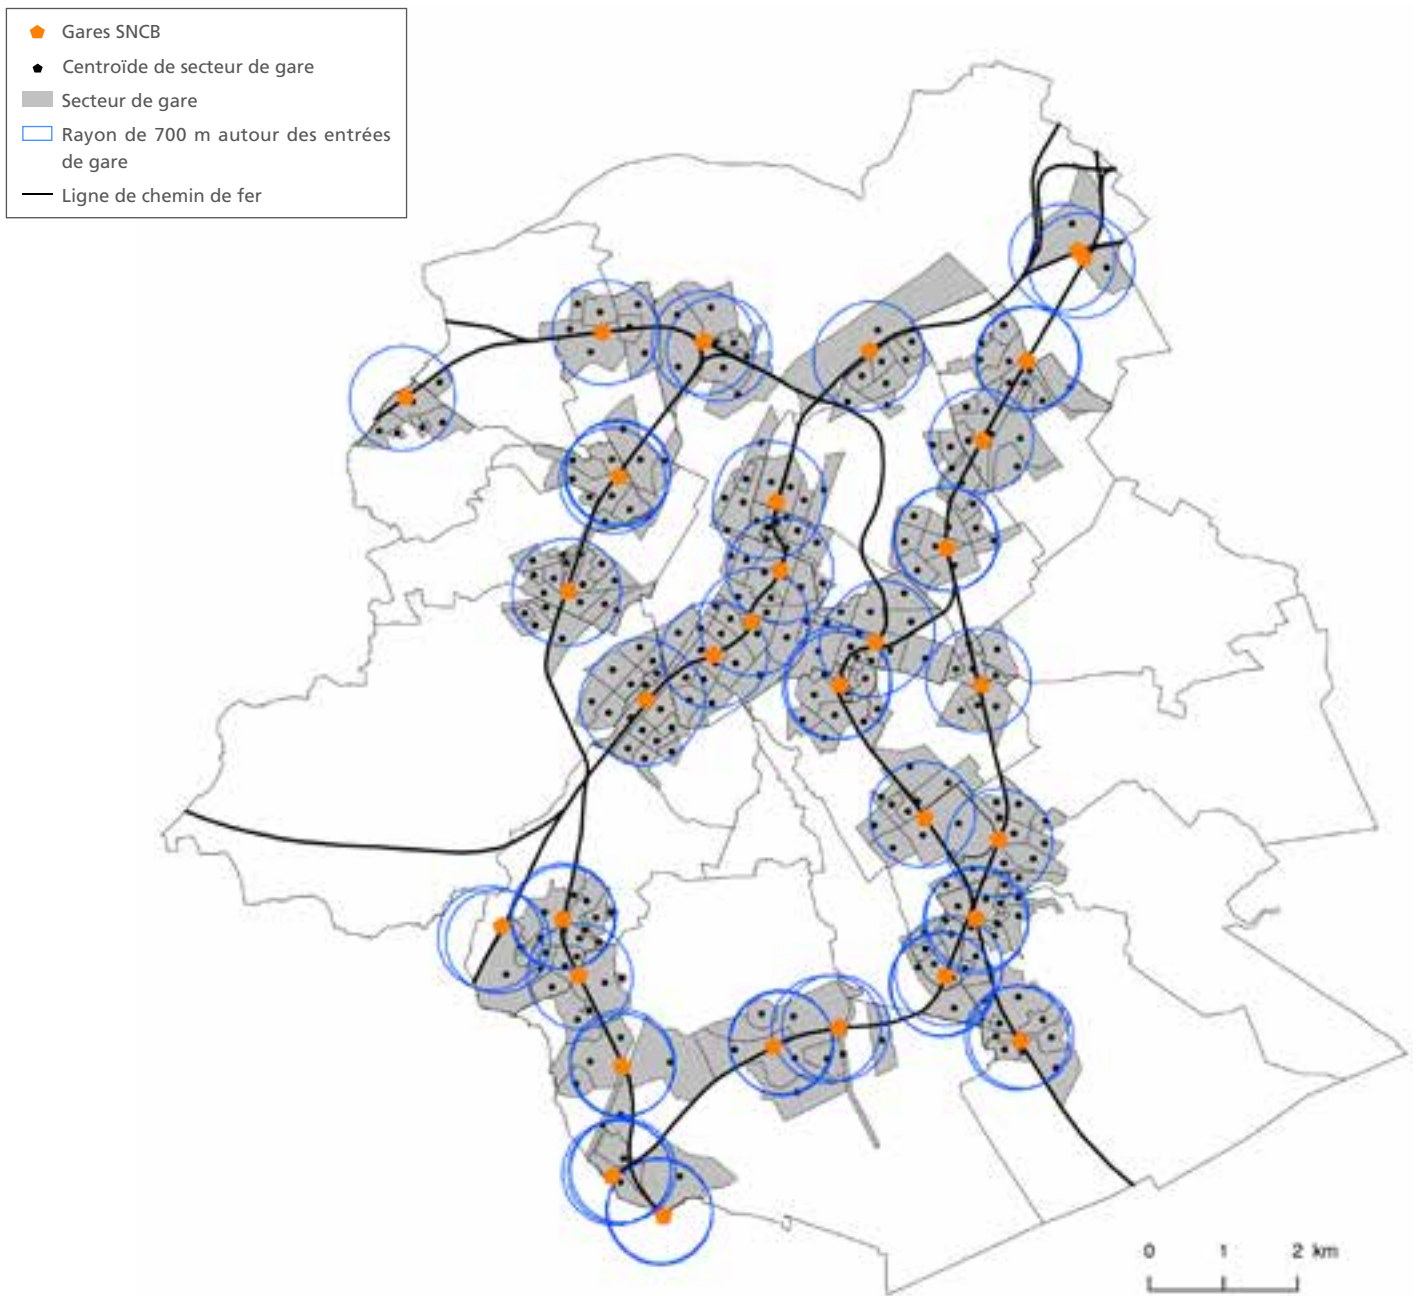 Gares SNCB
Centroïde de secteur de gare
Secteur de gare
Rayon de 700 m autour des entrées
de gare
Ligne de chemin de fer
0 1 2 km